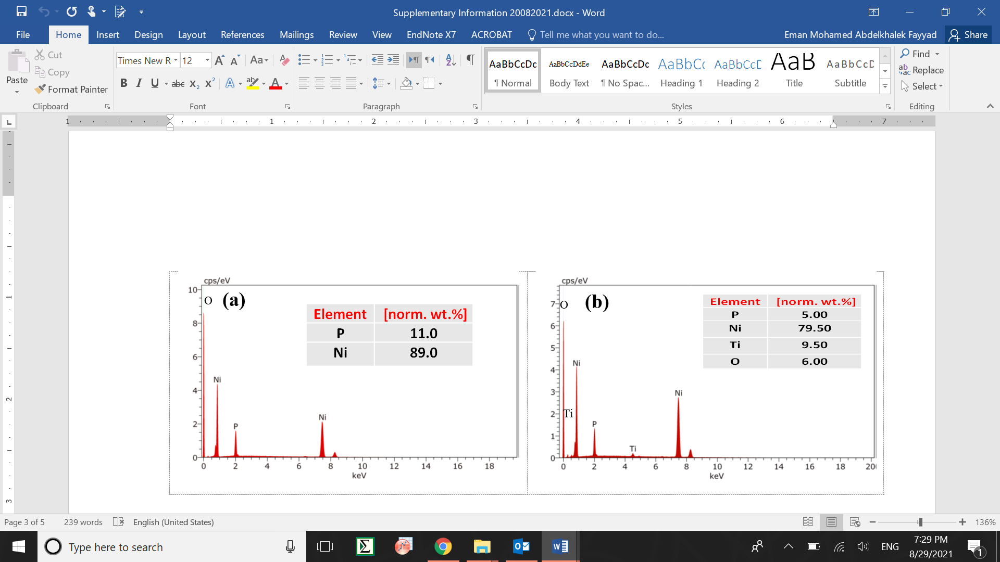 Supplementary Information 20082021.docx - Word
File Home Insert Design Layout References Mailings Review View EndNote X7 ACROBAT Tell me what you want to do... Eman Mohamed Abdelkhalek Fayyad Share
Paste
Cut
Copy
Format Painter
Clipboard
Times New R 12
Font
Paragraph
AaBbCcDc AaBbCcDdEe AaBbCcDc AaBbCc AaBbCcD AaB AaBbCcD
¶ Normal Body Text ¶ No Spac... Heading 1 Heading 2 Title Subtitle
Styles
Find
Replace
Select
Editing
1 1 2 3 4 5 6 7
1
2
3
cps/eV
10
8
6
4
2
0
O (a)
Element [norm. wt.%]
P 11.0
Ni 89.0
Ni
P
Ni
0 2 4 6 8 10 12 14 16 18
keV
cps/eV
7
6
5
4
3
2
1
0
O (b)
Element [norm. wt.%]
P 5.00
Ni 79.50
Ti 9.50
O 6.00
Ni
Ti
P
Ti
Ni
0 2 4 6 8 10 12 14 16 18 20
keV
Page 3 of 5 239 words English (United States) 136%
Type here to search
ENG
7:29 PM
8/29/2021
1